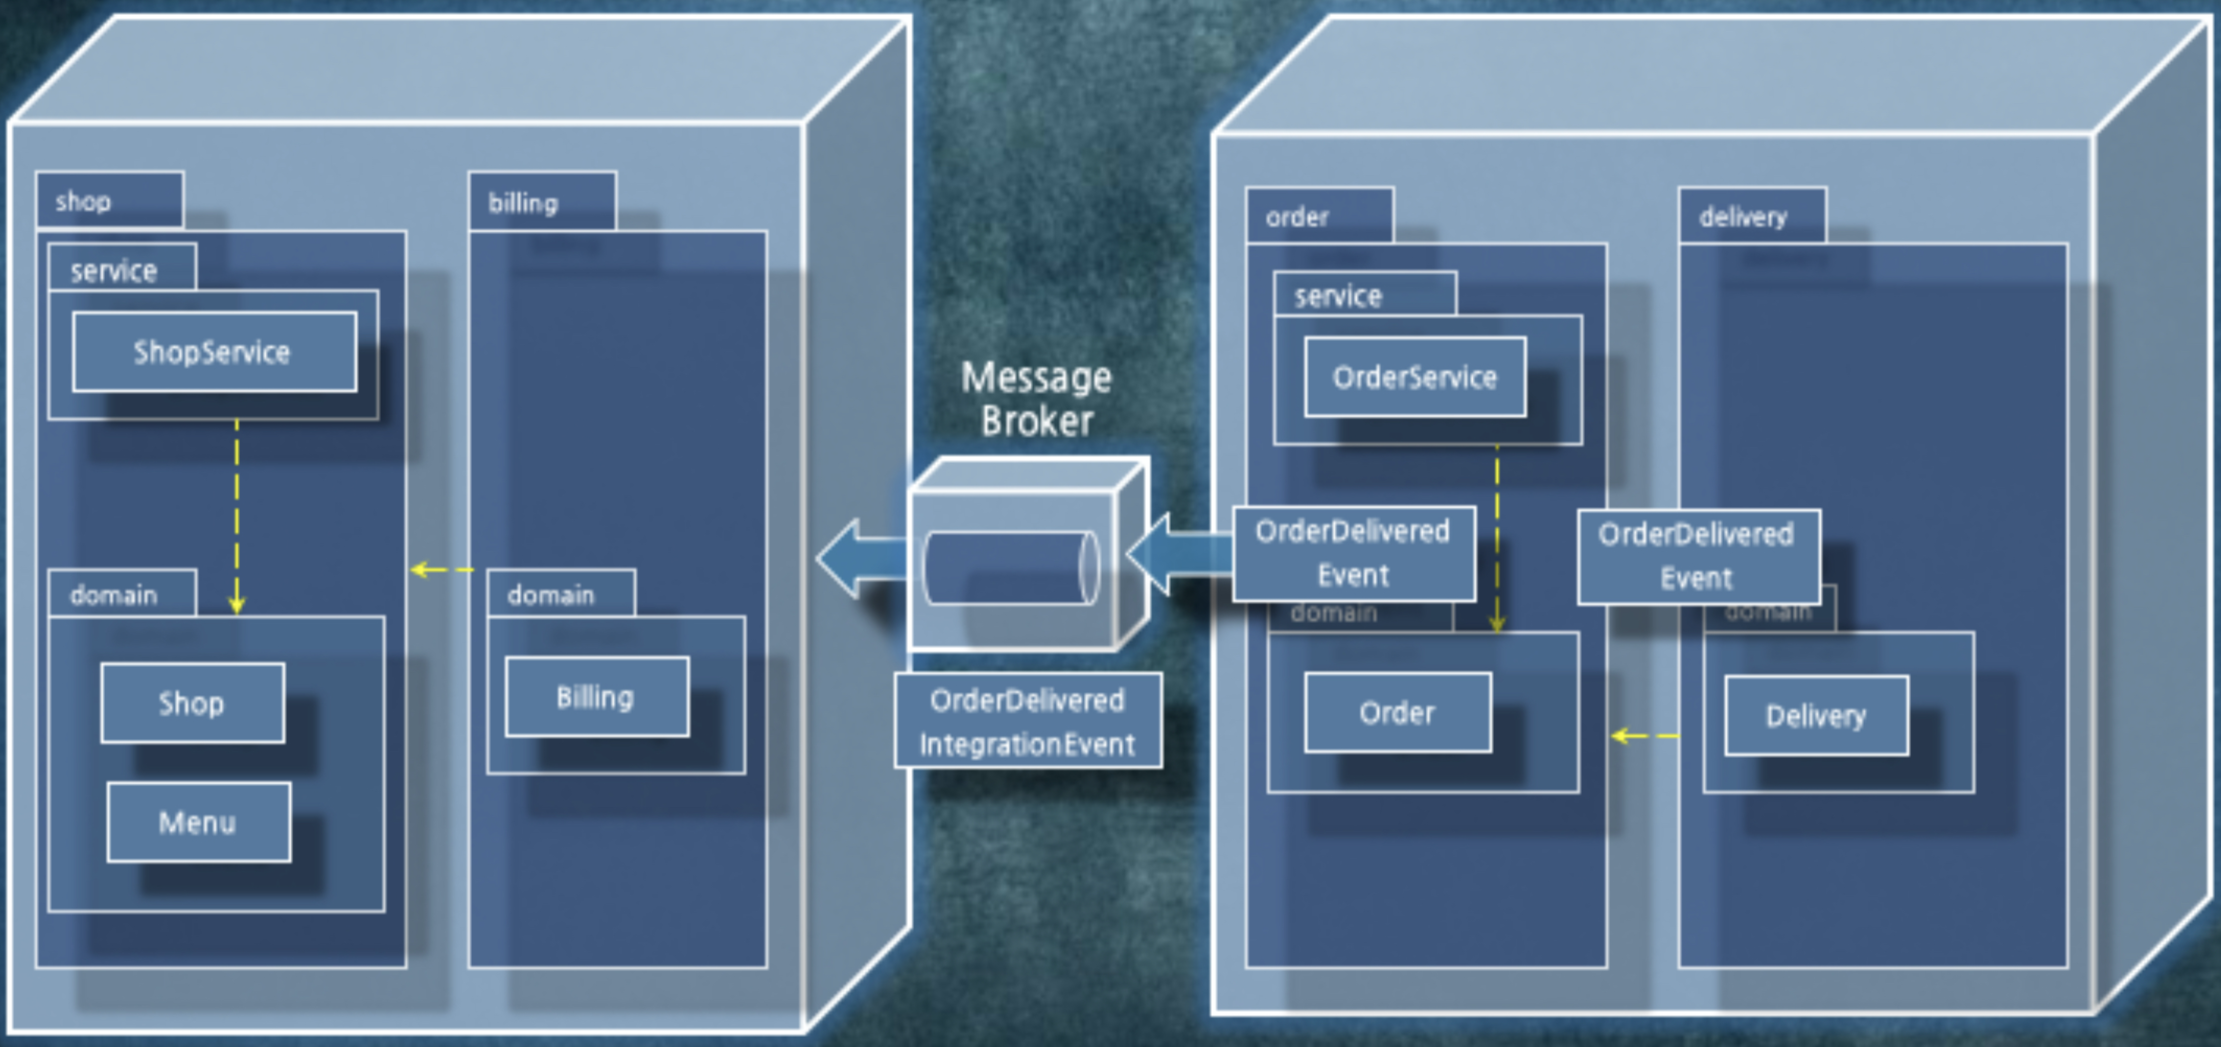 shop
service
ShopService
domain
Shop
Menu
billing
domain
Billing
Message
Broker
OrderDelivered
IntegrationEvent
order
service
OrderService
OrderDelivered
Event
domain
Order
delivery
OrderDelivered
Event
domain
Delivery